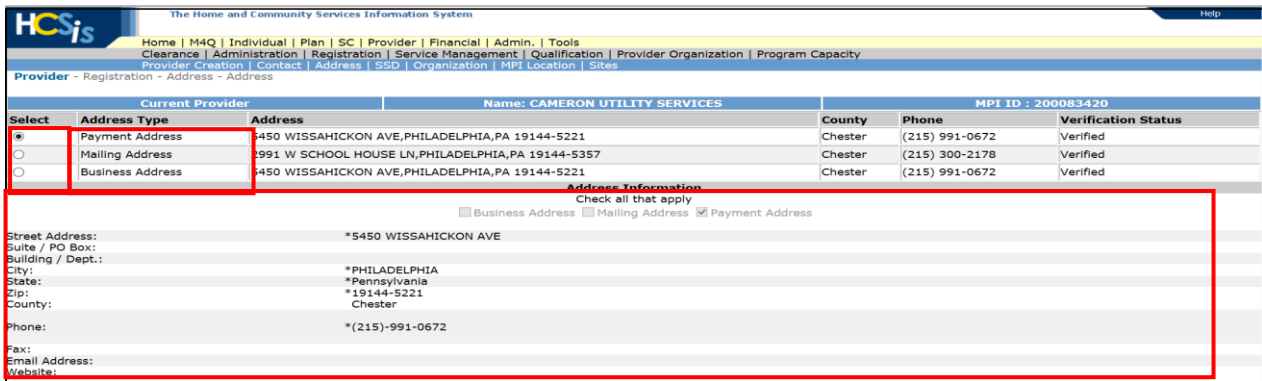 HCSis The Home and Community Services Information System Help
Home | M4Q | Individual | Plan | SC | Provider | Financial | Admin. | Tools
Clearance | Administration | Registration | Service Management | Qualification | Provider Organization | Program Capacity
Provider Creation | Contact | Address | SSD | Organization | MPI Location | Sites
Provider - Registration - Address - Address
Current Provider Name: CAMERON UTILITY SERVICES MPI ID : 200083420
Select Address Type Address County Phone Verification Status
Payment Address 5450 WISSAHICKON AVE,PHILADELPHIA,PA 19144-5221 Chester (215) 991-0672 Verified
Mailing Address 2991 W SCHOOL HOUSE LN,PHILADELPHIA,PA 19144-5357 Chester (215) 300-2178 Verified
Business Address 5450 WISSAHICKON AVE,PHILADELPHIA,PA 19144-5221 Chester (215) 991-0672 Verified
Address Information
Check all that apply
Business Address Mailing Address Payment Address
Street Address: *5450 WISSAHICKON AVE
Suite / PO Box:
Building / Dept.:
City: *PHILADELPHIA
State: *Pennsylvania
Zip: *19144-5221
County: Chester
Phone: *(215)-991-0672
Fax:
Email Address:
Website: